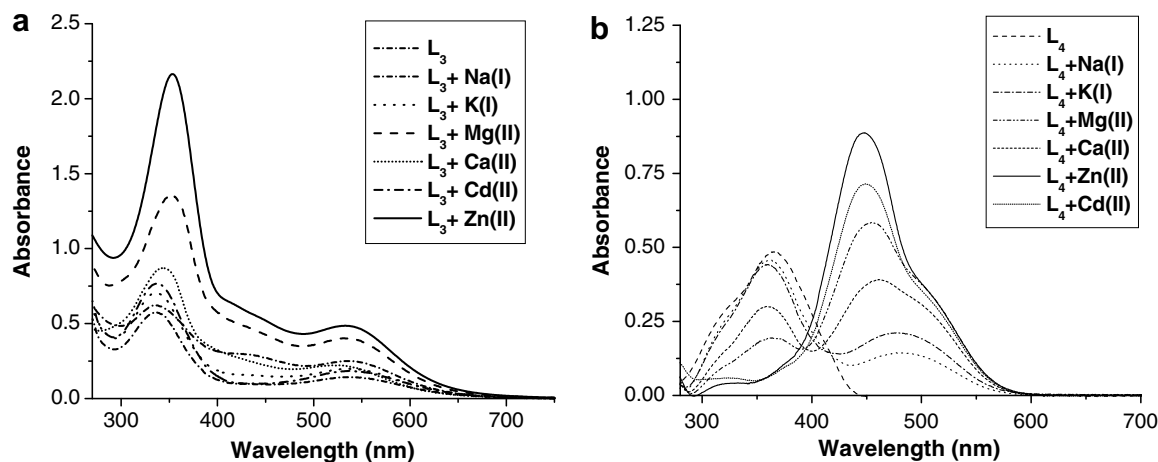 a
2.5
2.0
1.5
1.0
0.5
0.0
Absorbance
300 400 500 600 700
Wavelength (nm)
L3
L3+ Na(I)
L3+ K(I)
L3+ Mg(II)
L3+ Ca(II)
L3+ Cd(II)
L3+ Zn(II)
b
1.25
1.00
0.75
0.50
0.25
0.00
Absorbance
300 400 500 600 700
Wavelength (nm)
L4
L4+Na(I)
L4+K(I)
L4+Mg(II)
L4+Ca(II)
L4+Zn(II)
L4+Cd(II)